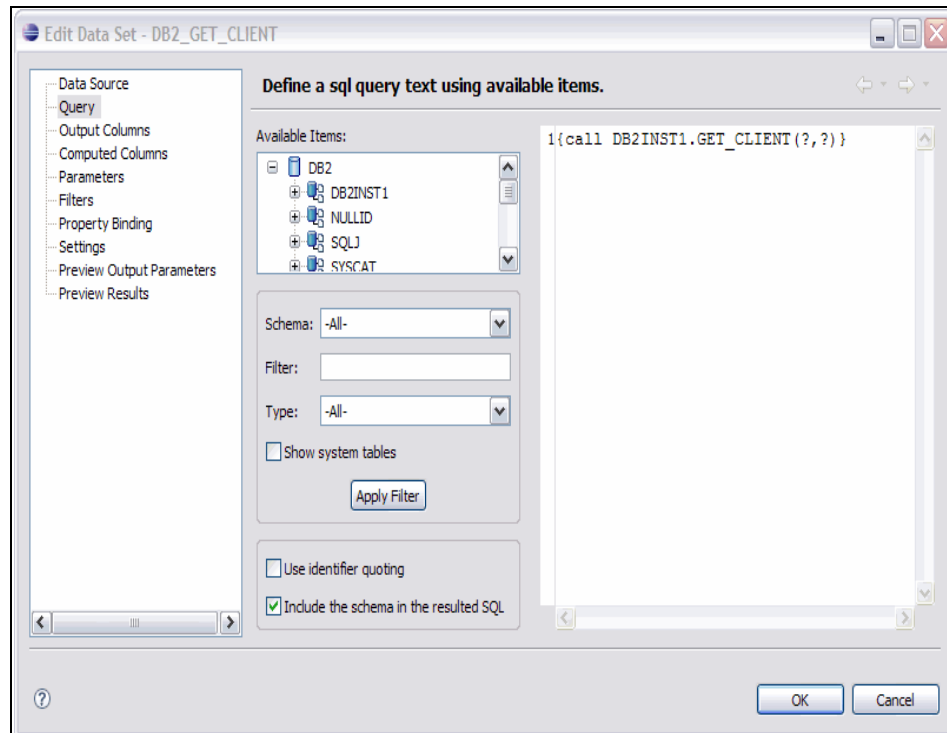 Edit Data Set - DB2_GET_CLIENT
Data Source
Query
Output Columns
Computed Columns
Parameters
Filters
Property Binding
Settings
Preview Output Parameters
Preview Results
Define a sql query text using available items.
Available Items:
DB2
DB2INST1
NULLID
SQLJ
SYSCAT
Schema: -All-
Filter:
Type: -All-
Show system tables
Apply Filter
Use identifier quoting
Include the schema in the resulted SQL
1{call DB2INST1.GET_CLIENT(?,?)}
?
OK
Cancel